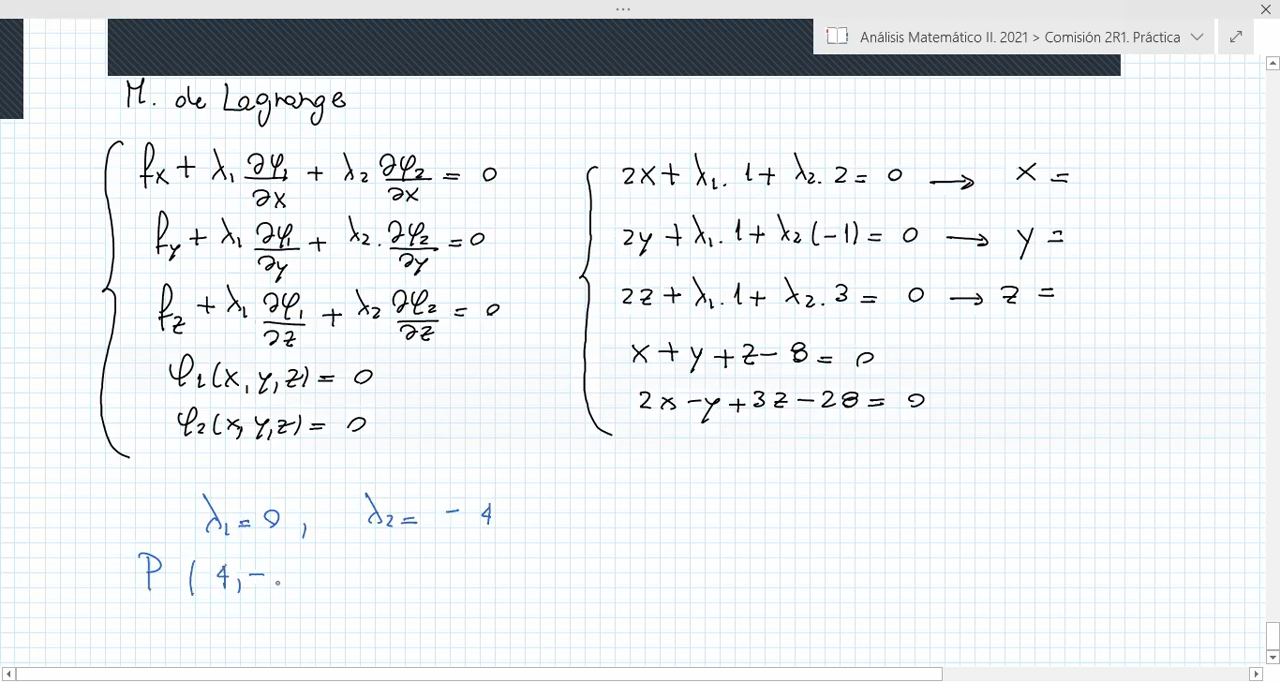 Análisis Matemático II. 2021 > Comisión 2R1. Práctica
M. de Lagrange
fx + λ₁ ∂φ₁/∂x + λ₂ ∂φ₂/∂x = 0
fy + λ₁ ∂φ₁/∂y + λ₂ . ∂φ₂/∂y = 0
fz + λ₁ ∂φ₁/∂z + λ₂ ∂φ₂/∂z = 0
φ₁(x, y, z) = 0
φ₂(x, y, z) = 0
2x + λ₁ . 1 + λ₂ . 2 = 0 → x =
2y + λ₁ . 1 + λ₂ (-1) = 0 → y =
2z + λ₁ . 1 + λ₂ . 3 = 0 → z =
x + y + z - 8 = 0
2x - y + 3z - 28 = 0
λ₁ = 0 , λ₂ = - 4
P ( 4, -